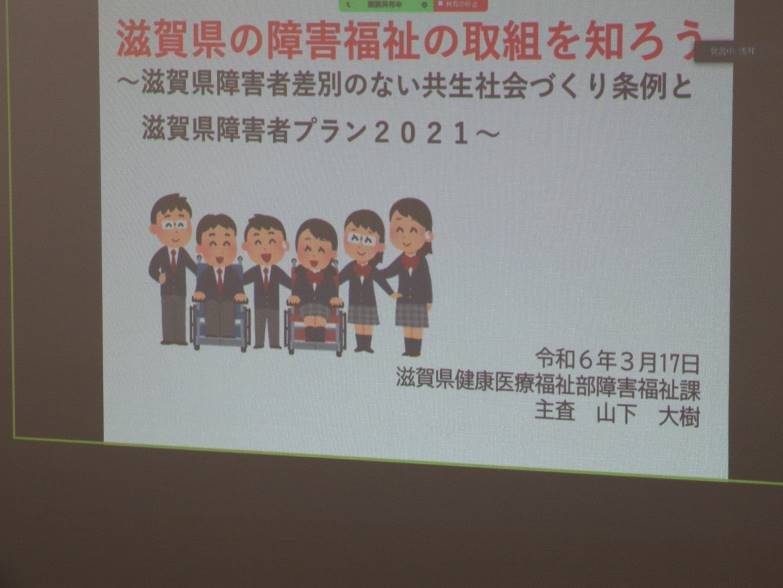 滋賀県の障害福祉の取組を知ろう
～滋賀県障害者差別のない共生社会づくり条例と
滋賀県障害者プラン２０２１～
令和６年３月17日
滋賀県健康医療福祉部障害福祉課
主査　山下　大樹